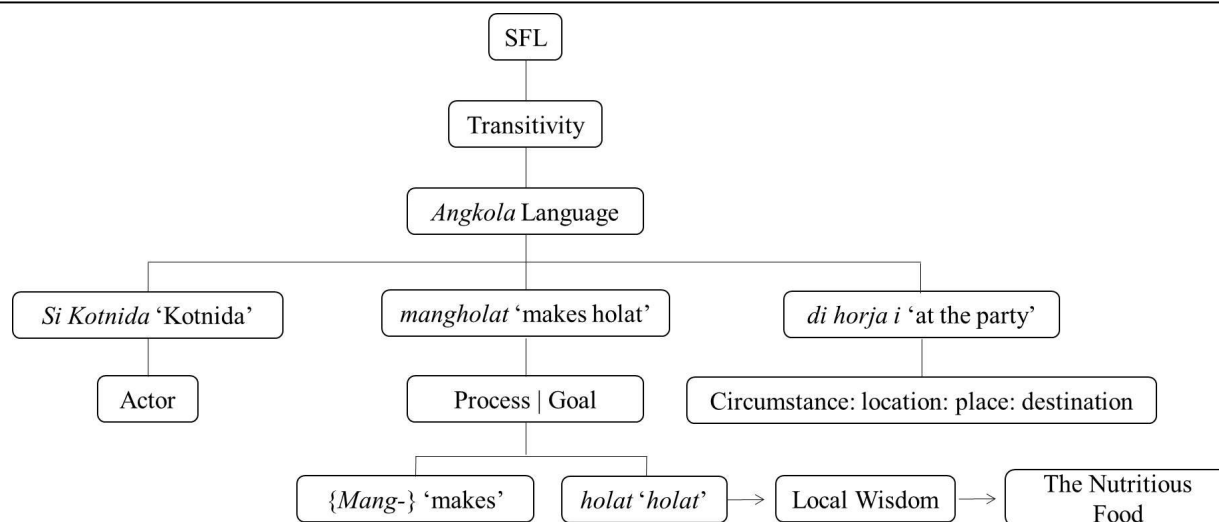 SFL
Transitivity
Angkola Language
Si Kotnida ‘Kotnida’
mangholat ‘makes holat’
di horja i ‘at the party’
Actor
Process | Goal
Circumstance: location: place: destination
{Mang-} ‘makes’
holat ‘holat’
Local Wisdom
The Nutritious
Food